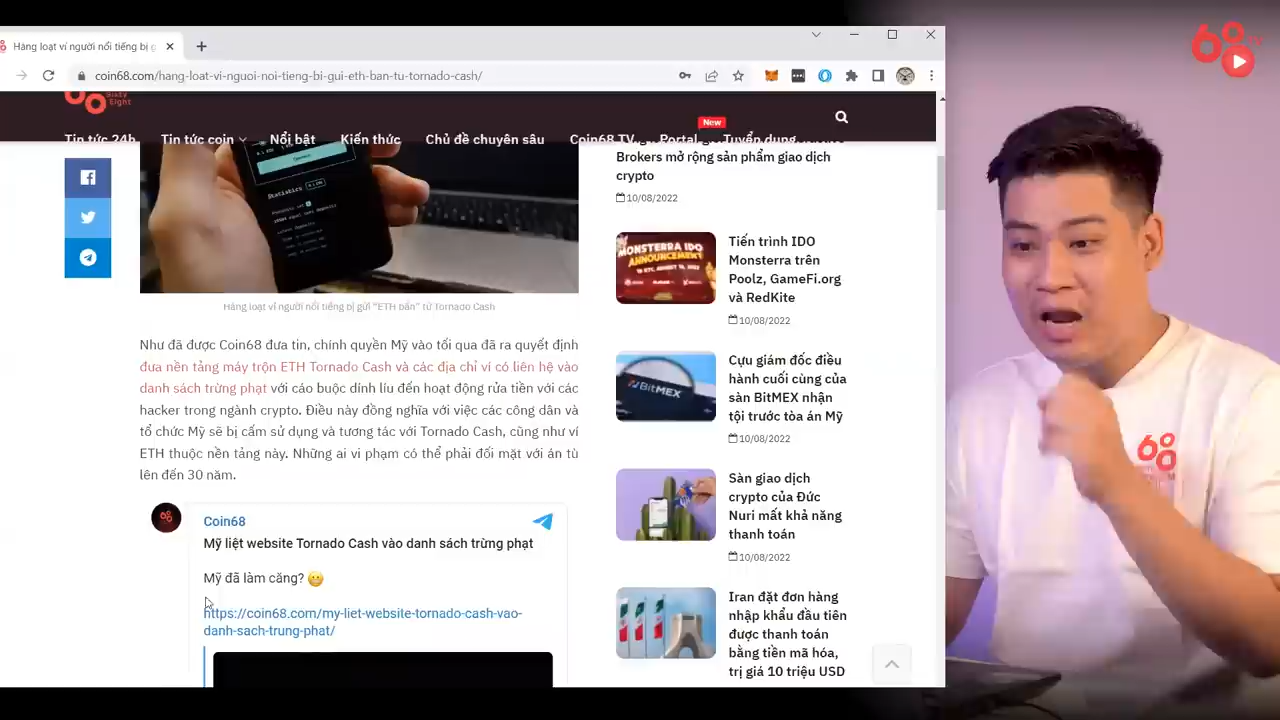 Hàng loạt ví người nổi tiếng bị g
coin68.com/hang-loat-vi-nguoi-noi-tieng-bi-gui-eth-ban-tu-tornado-cash/
68
TV
Sixty
Eight
New
Tin tức 24h
Tin tức coin
Nổi bật
Kiến thức
Chủ đề chuyên sâu
Coin68 TV
Portal
Tuyển dụng
Statistics
Hàng loạt ví người nổi tiếng bị gửi “ETH bẩn” từ Tornado Cash
Như đã được Coin68 đưa tin, chính quyền Mỹ vào tối qua đã ra quyết định
đưa nền tảng máy trộn ETH Tornado Cash và các địa chỉ ví có liên hệ vào
danh sách trừng phạt với cáo buộc dính líu đến hoạt động rửa tiền với các
hacker trong ngành crypto. Điều này đồng nghĩa với việc các công dân và
tổ chức Mỹ sẽ bị cấm sử dụng và tương tác với Tornado Cash, cũng như ví
ETH thuộc nền tảng này. Những ai vi phạm có thể phải đối mặt với án tù
lên đến 30 năm.
Coin68
Mỹ liệt website Tornado Cash vào danh sách trừng phạt
Mỹ đã làm căng? 😬
https://coin68.com/my-liet-website-tornado-cash-vao-
danh-sach-trung-phat/
Brokers mở rộng sản phẩm giao dịch
crypto
10/08/2022
MONSTERRA IDO
ANNOUNCEMENT
Tiến trình IDO
Monsterra trên
Poolz, GameFi.org
và RedKite
10/08/2022
BitMEX
Cựu giám đốc điều
hành cuối cùng của
sàn BitMEX nhận
tội trước tòa án Mỹ
10/08/2022
Sàn giao dịch
crypto của Đức
Nuri mất khả năng
thanh toán
10/08/2022
Iran đặt đơn hàng
nhập khẩu đầu tiên
được thanh toán
bằng tiền mã hóa,
trị giá 10 triệu USD
68